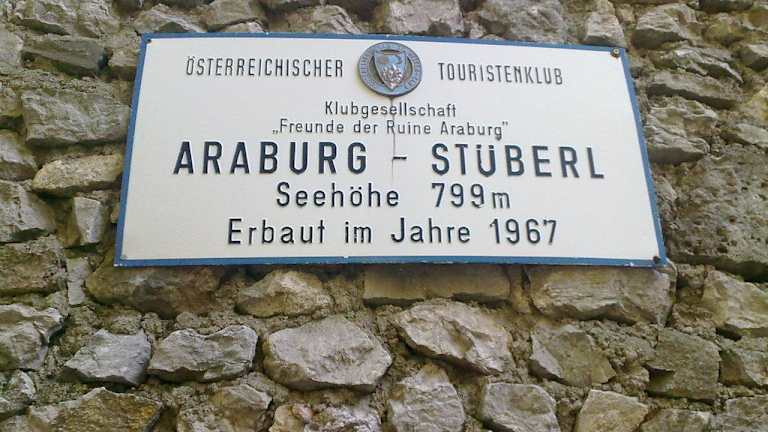 ÖSTERREICHISCHER TOURISTENKLUB
Klubgesellschaft
„Freunde der Ruine Araburg"
ARABURG - STÜBERL
Seehöhe 799m
Erbaut im Jahre 1967